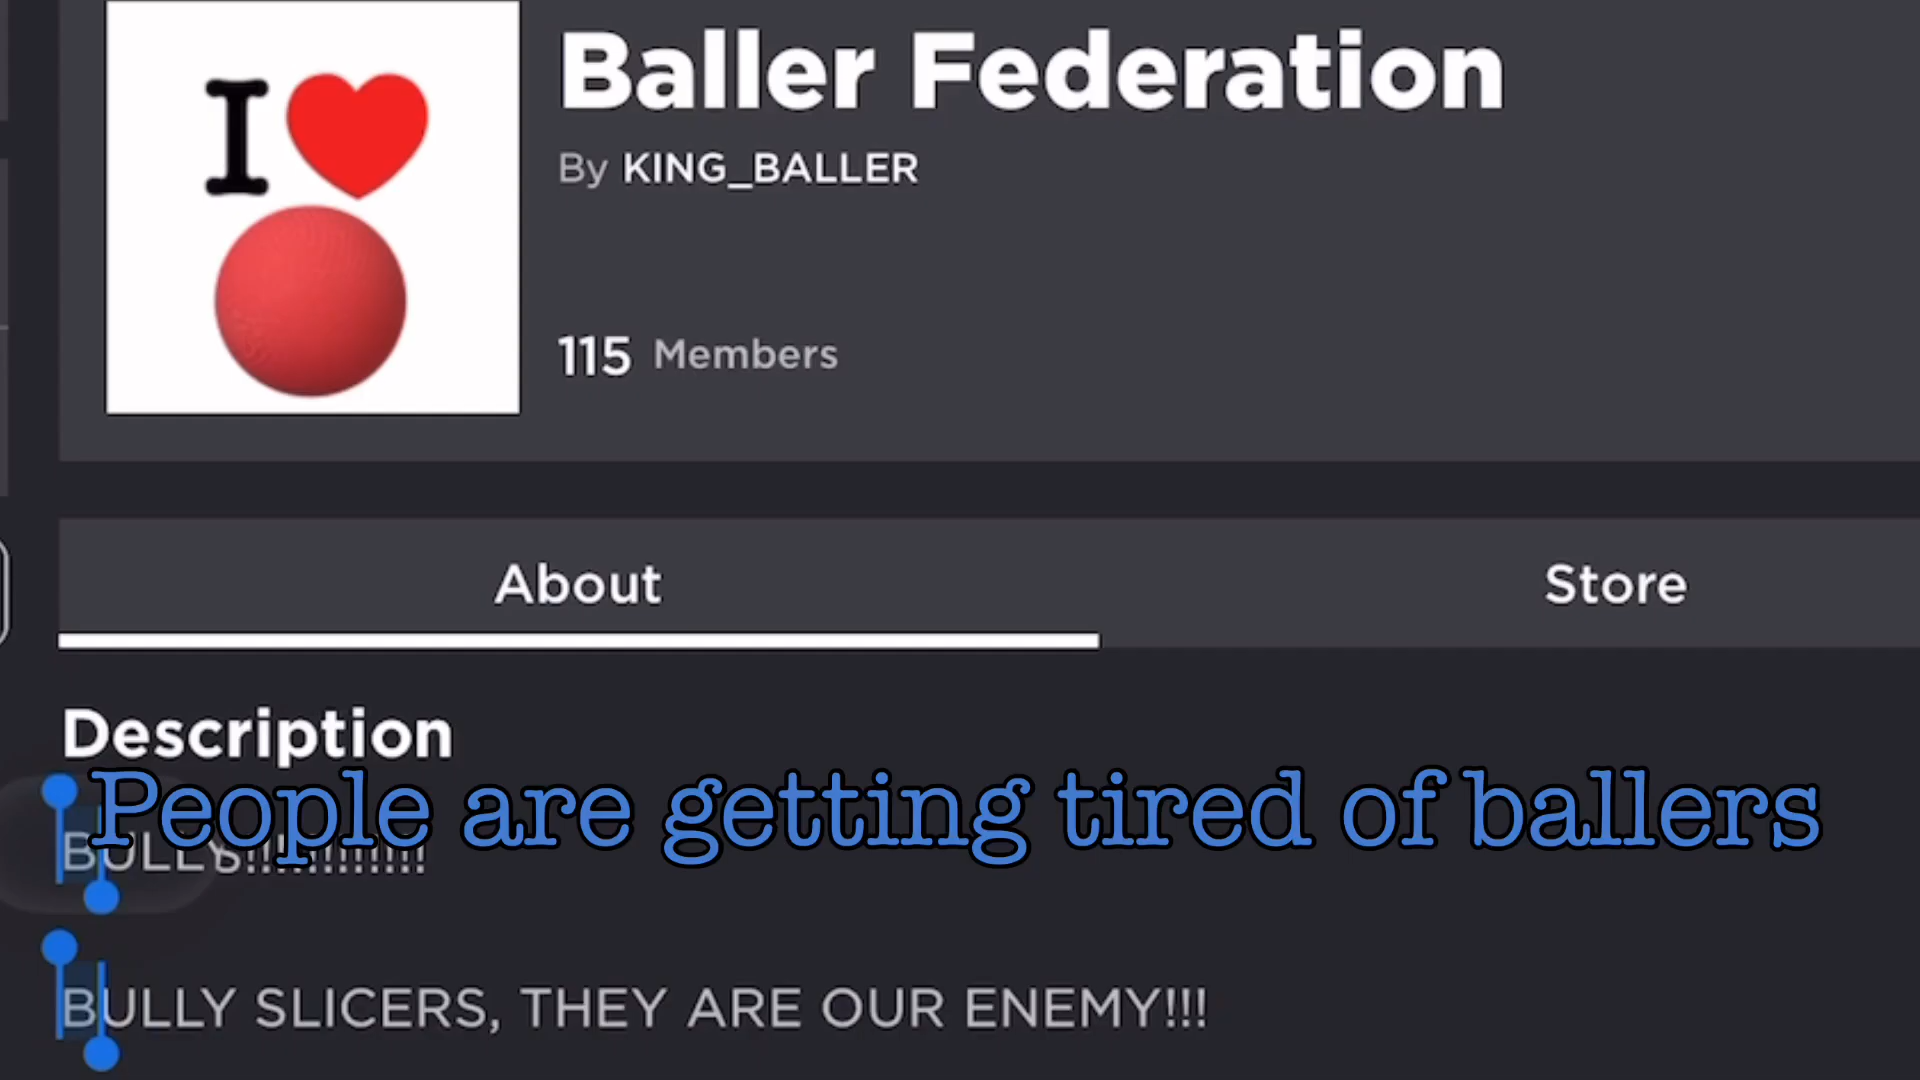 I
Baller Federation
By KING_BALLER
115 Members
About
Store
Description
People are getting tired of ballers
BULLYS!!!!!!!!!!!!
BULLY SLICERS, THEY ARE OUR ENEMY!!!